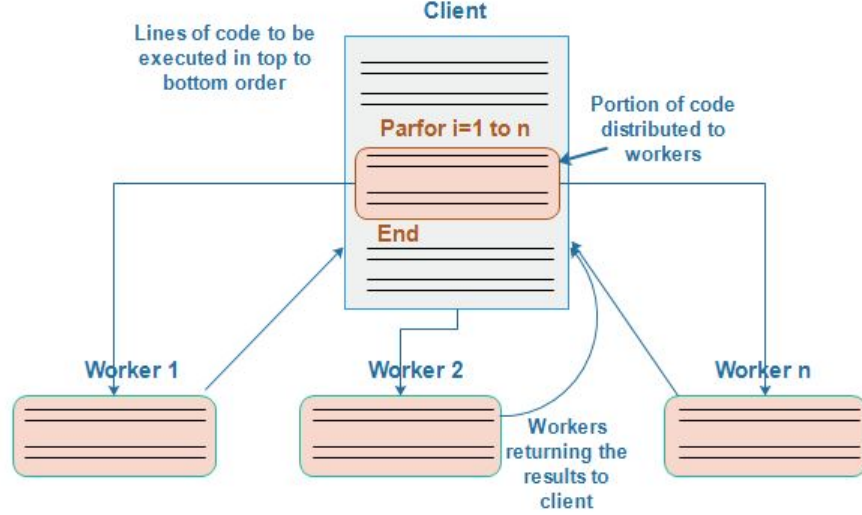 Client
Lines of code to be
executed in top to
bottom order
Portion of code
distributed to
workers
Parfor i=1 to n
End
Worker 1
Worker 2
Worker n
Workers
returning the
results to
client